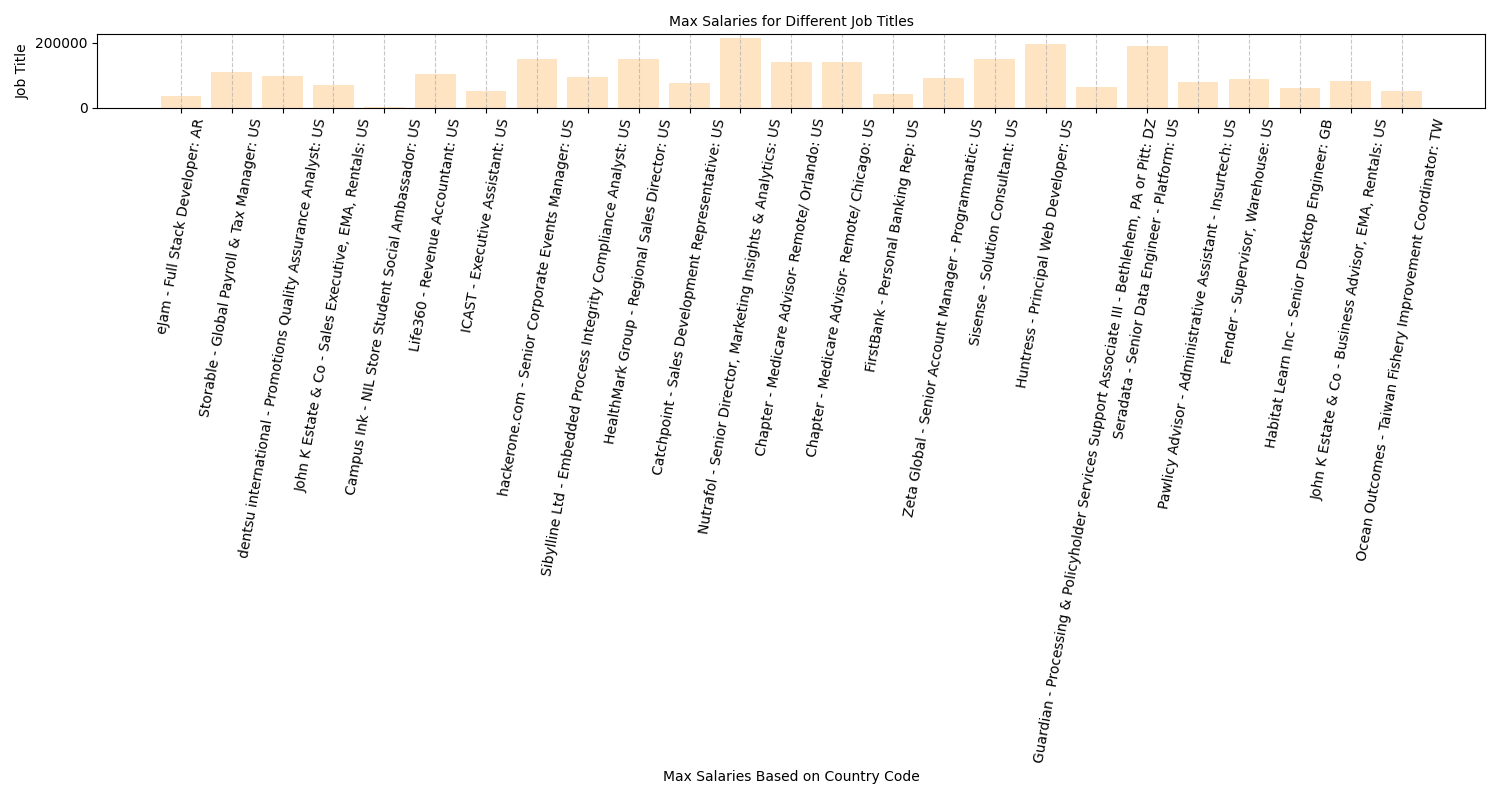 Max Salaries for Different Job Titles
Job Title
200000
0
eJam - Full Stack Developer: AR
Storable - Global Payroll & Tax Manager: US
dentsu international - Promotions Quality Assurance Analyst: US
John K Estate & Co - Sales Executive, EMA, Rentals: US
Campus Ink - NIL Store Student Social Ambassador: US
Life360 - Revenue Accountant: US
ICAST - Executive Assistant: US
hackerone.com - Senior Corporate Events Manager: US
Sibylline Ltd - Embedded Process Integrity Compliance Analyst: US
HealthMark Group - Regional Sales Director: US
Catchpoint - Sales Development Representative: US
Nutrafol - Senior Director, Marketing Insights & Analytics: US
Chapter - Medicare Advisor- Remote/ Orlando: US
Chapter - Medicare Advisor- Remote/ Chicago: US
FirstBank - Personal Banking Rep: US
Zeta Global - Senior Account Manager - Programmatic: US
Sisense - Solution Consultant: US
Huntress - Principal Web Developer: US
Guardian - Processing & Policyholder Services Support Associate III - Bethlehem, PA or Pitt: DZ
Seradata - Senior Data Engineer - Platform: US
Pawlicy Advisor - Administrative Assistant - Insurtech: US
Fender - Supervisor, Warehouse: US
Habitat Learn Inc - Senior Desktop Engineer: GB
John K Estate & Co - Business Advisor, EMA, Rentals: US
Ocean Outcomes - Taiwan Fishery Improvement Coordinator: TW
Max Salaries Based on Country Code